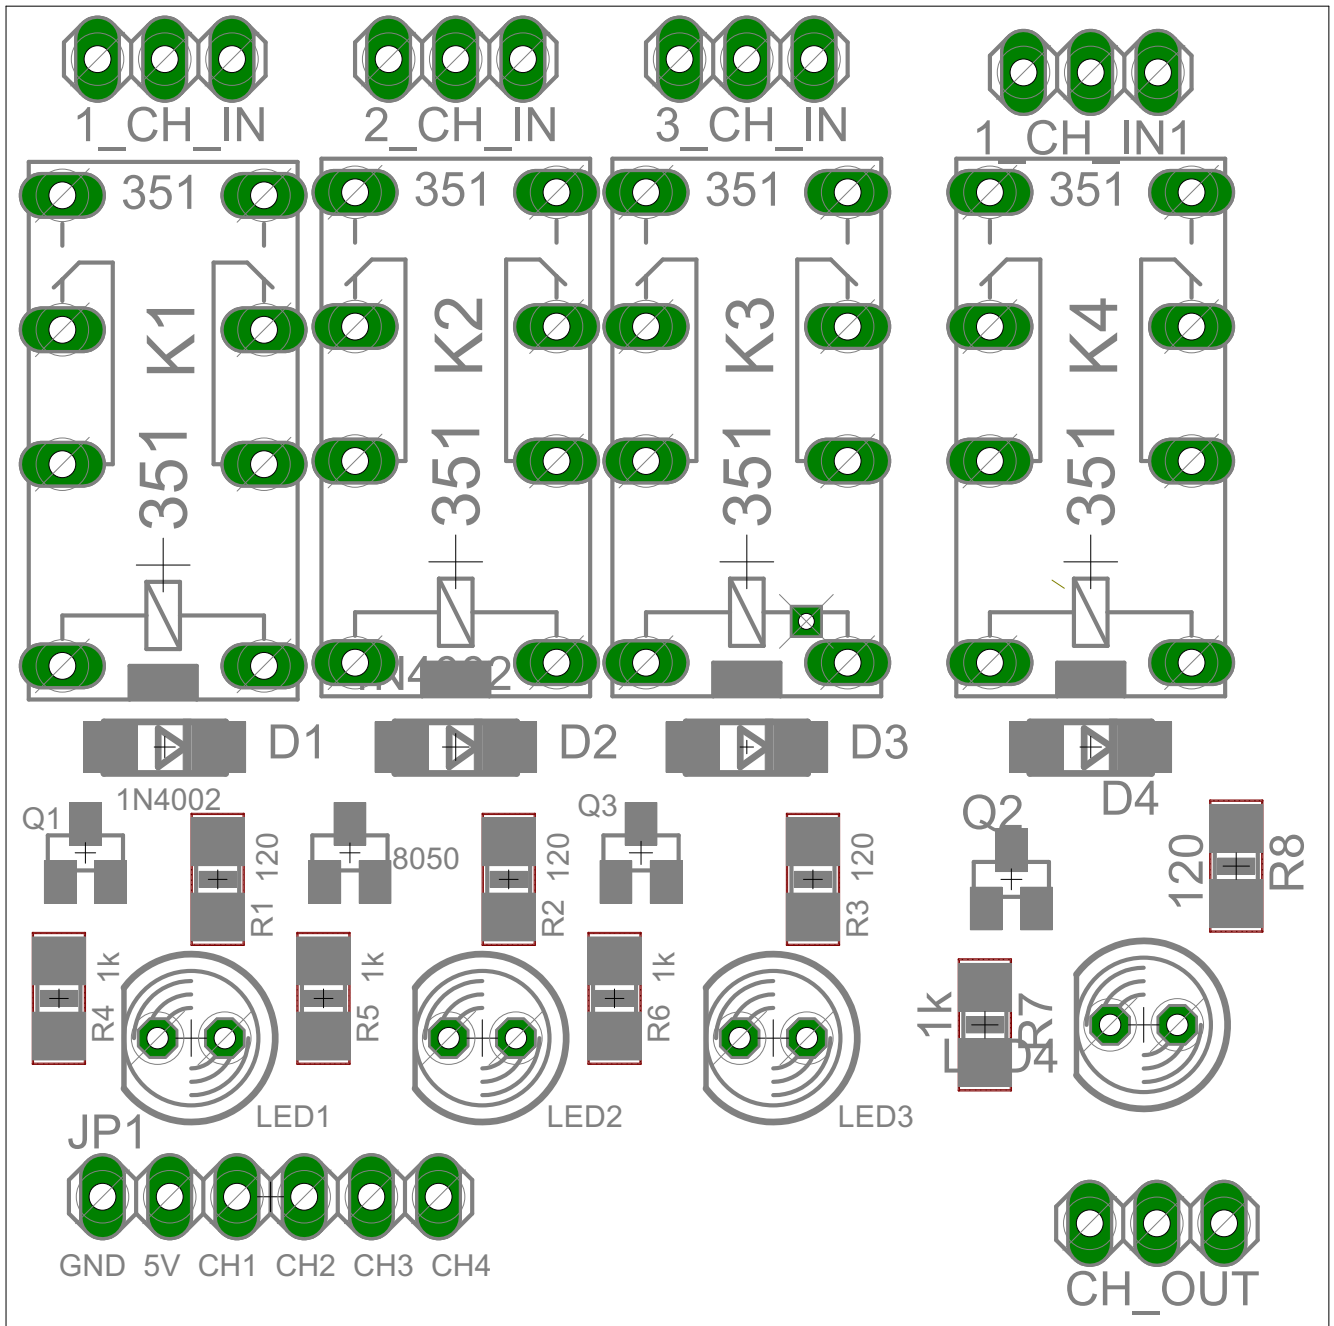 1_CH_IN 2_CH_IN 3_CH_IN 1_CH_IN1
351 351 351 351
K1 K2 K3 K4
351 351 351 351
1N4002
D1 D2 D3 D4
1N4002
Q1 Q3 Q2
8050
120 120 120 120
R1 R2 R3 R8
1k 1k 1k 1k
R4 R5 R6 R7
LED4
LED1 LED2 LED3
JP1
GND 5V CH1 CH2 CH3 CH4
CH_OUT